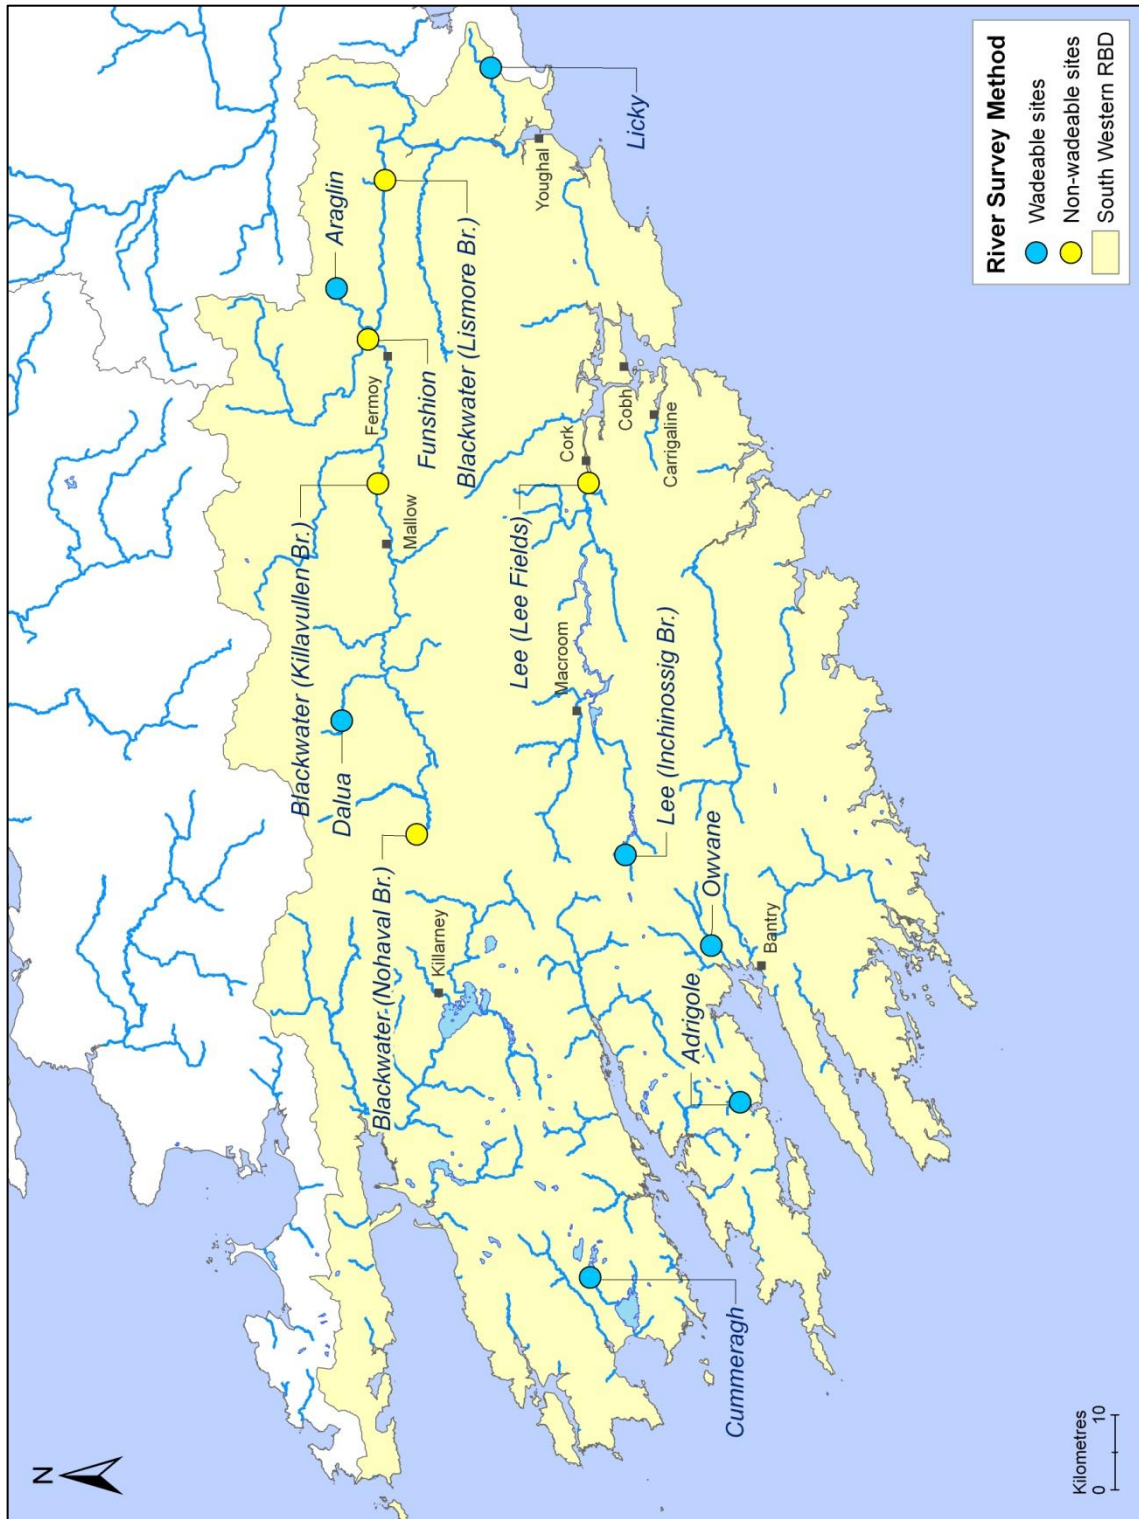 N
River Survey Method
Wadeable sites
Non-wadeable sites
South Western RBD
Licky
Youghal
Araglin
Blackwater (Lismore Br.)
Funshion
Fermoy
Blackwater (Killavullen Br.)
Mallow
Dalua
Blackwater (Nohaval Br.)
Killarney
Cork
Cobh
Carrigaline
Lee (Lee Fields)
Macroom
Lee (Inchinossig Br.)
Owvane
Bantry
Adrigole
Cummeragh
Kilometres
0 10